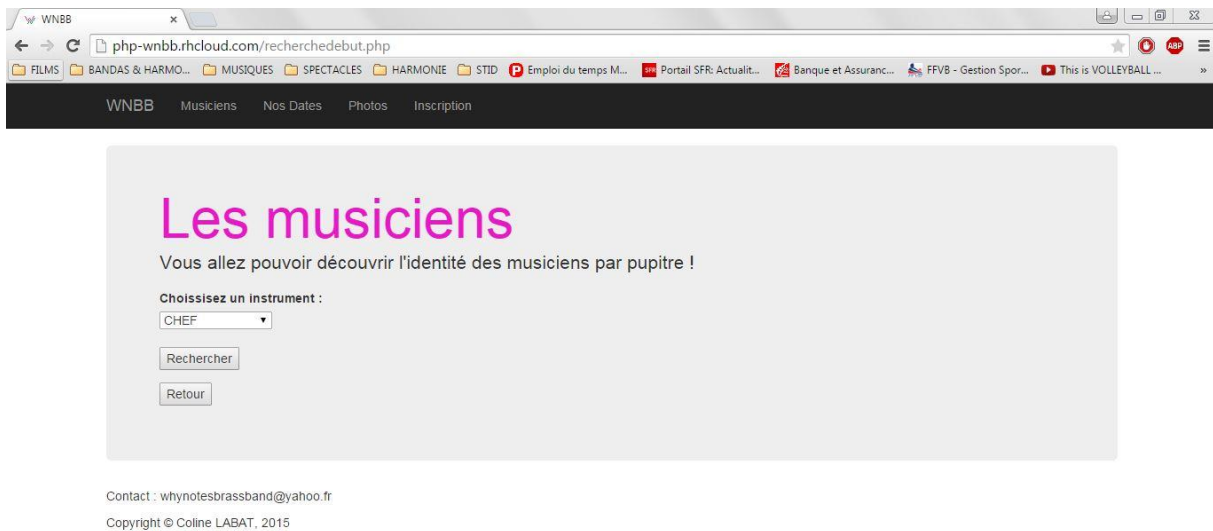 WNBB
php-wnbb.rhcloud.com/recherchedebut.php
ABP
FILMS BANDAS & HARMO... MUSIQUES SPECTACLES HARMONIE STID Emploi du temps M... SFR Portail SFR: Actualit... Banque et Assuranc... FFVB - Gestion Spor... This is VOLLEYBALL ... »
WNBB Musiciens Nos Dates Photos Inscription
Les musiciens
Vous allez pouvoir découvrir l'identité des musiciens par pupitre !
Choissisez un instrument :
CHEF
Rechercher
Retour
Contact : whynotesbrassband@yahoo.fr
Copyright © Coline LABAT, 2015